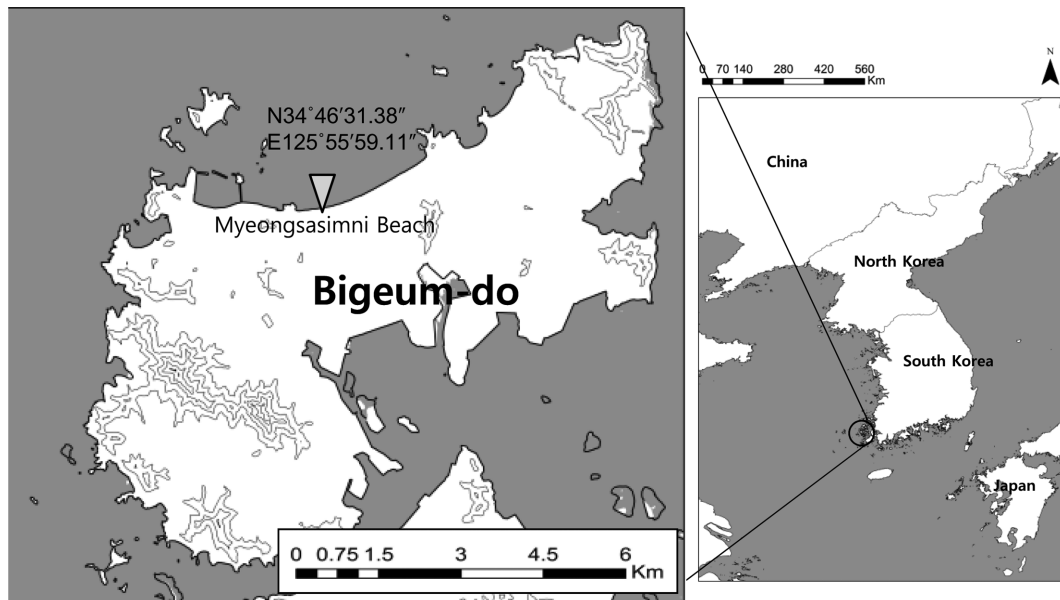 N34˚46′31.38″
E125˚55′59.11″
Myeongsasimni Beach
Bigeum-do
0 0.75 1.5 3 4.5 6
Km
N
0 70 140 280 420 560
Km
China
North Korea
South Korea
Japan